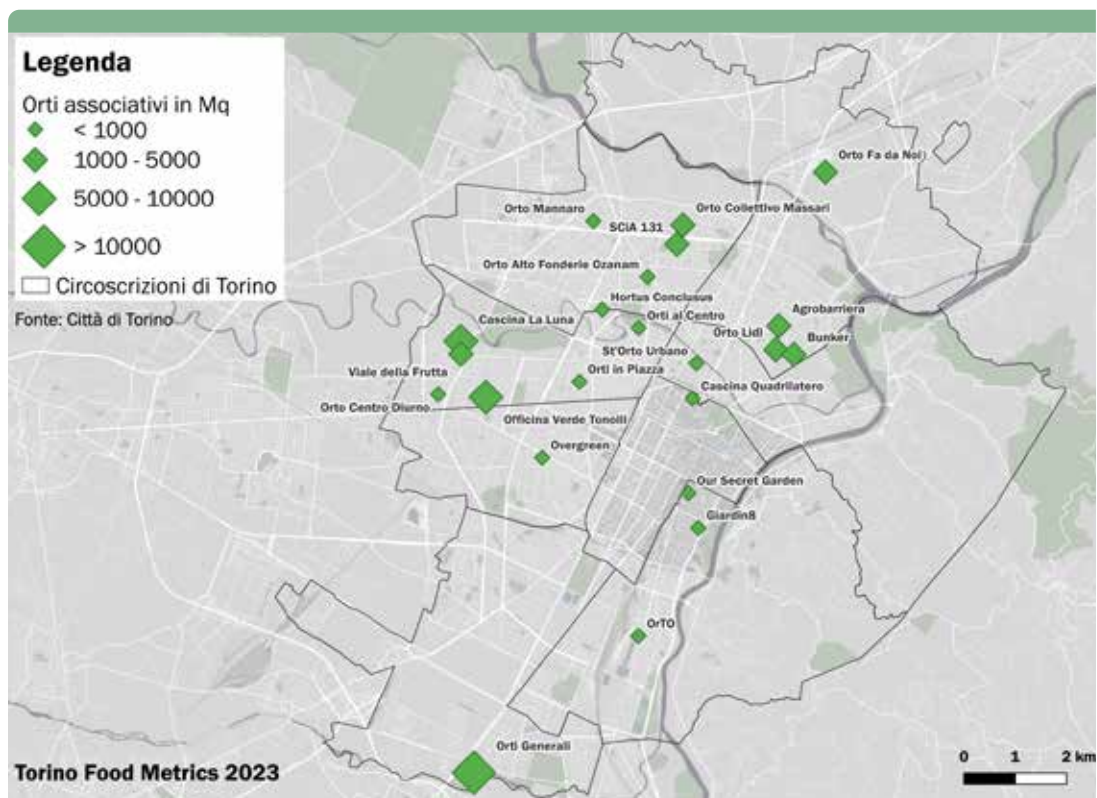 Legenda
Orti associativi in Mq
< 1000
1000 - 5000
5000 - 10000
> 10000
Circoscrizioni di Torino
Fonte: Città di Torino
Orto Fa da Noi)
Orto Mannaro
Orto Collettivo Massari
SCiA 131
Orto Alto Fonderie Ozanam
Hortus Conclusus
Cascina La Luna
Orti al Centro
Agrobarriera
Orto Lidl
Bunker
St'Orto Urbano
Viale della Frutta
Orti in Piazza
Cascina Quadrilatero
Orto Centro Diurno
Officina Verde Tonolli
Overgreen
Our Secret Garden
Giardin8
OrTO
Orti Generali
0 1 2 km
Torino Food Metrics 2023